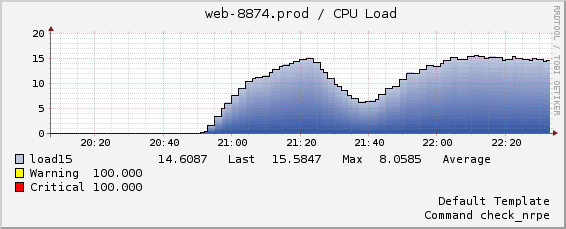 web-8874.prod / CPU Load
RRDTOOL / TOBI OETIKER
20
15
10
5
0
20:20 20:40 21:00 21:20 21:40 22:00 22:20
load15 14.6087 Last 15.5847 Max 8.0585 Average
Warning 100.000
Critical 100.000
Default Template
Command check_nrpe